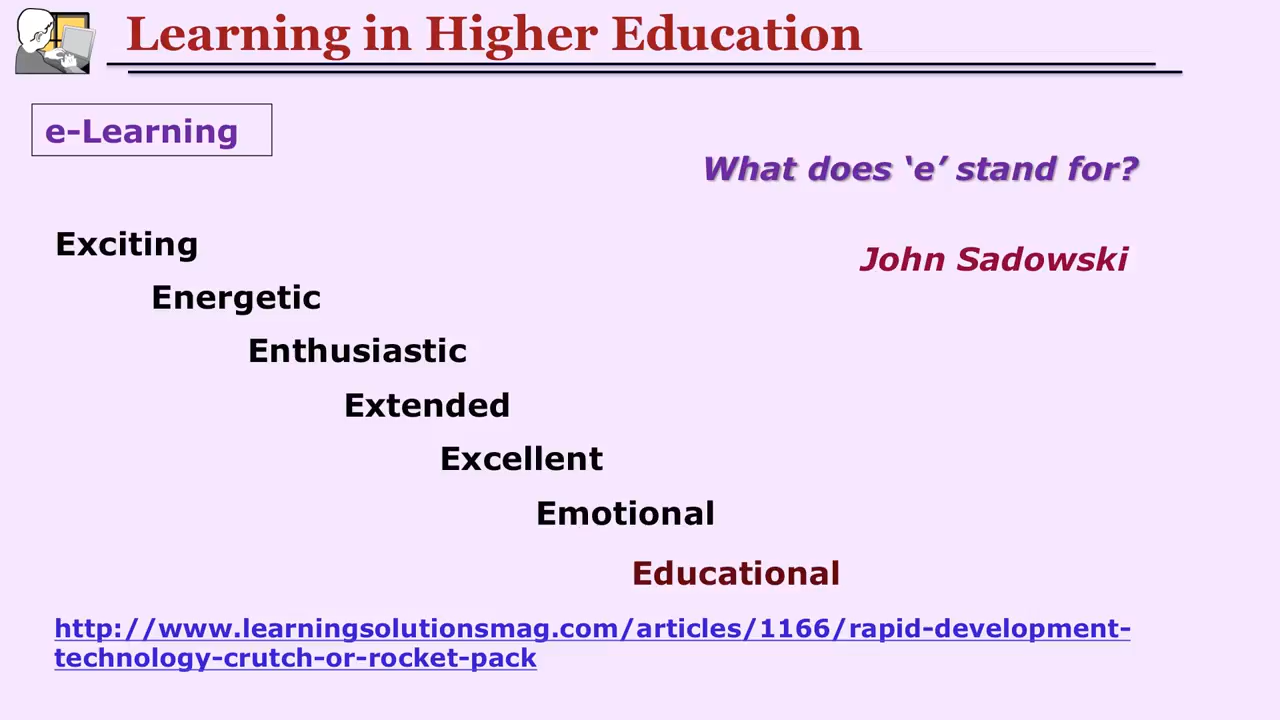 Learning in Higher Education
e-Learning
What does ‘e’ stand for?
Exciting
John Sadowski
Energetic
Enthusiastic
Extended
Excellent
Emotional
Educational
http://www.learningsolutionsmag.com/articles/1166/rapid-development-
technology-crutch-or-rocket-pack